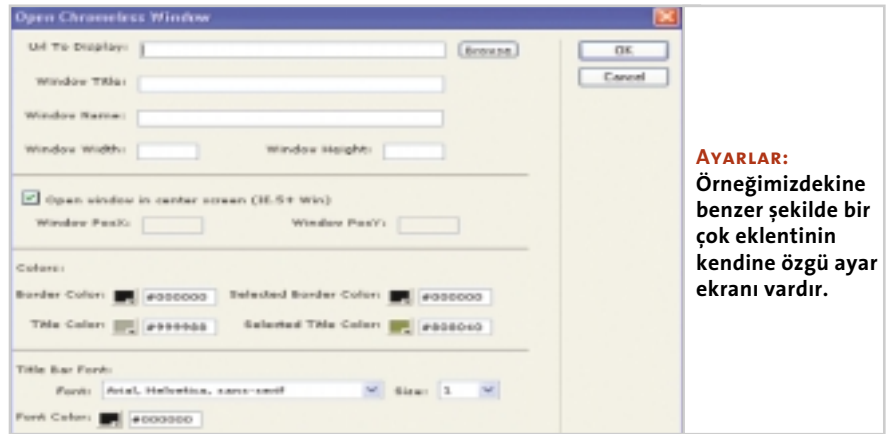 Open Chromeless Window
Url To Display: Browse OK
Window Title: Cancel
Window Name:
Window Width: Window Height:
Open window in center screen (IE.5+ Win)
Window PosX: Window PosY:
Colors:
Border Color: #000000 Selected Border Color: #000000
Title Color: Selected Title Color: #808040
Title Bar Font:
Font: Arial, Helvetica, sans-serif Size: 1
Font Color: #000000
AYARLAR:
Örneğimizdekine
benzer şekilde bir
çok eklentinin
kendine özgü ayar
ekranı vardır.